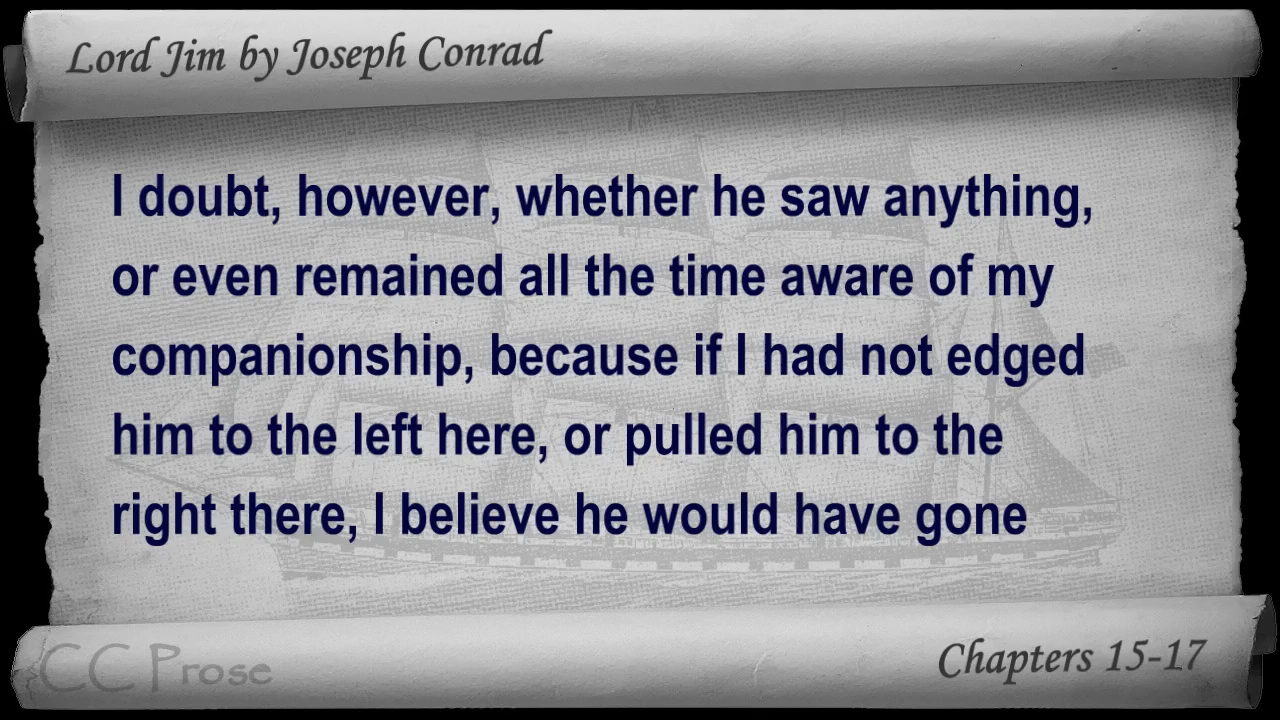 Lord Jim by Joseph Conrad
I doubt, however, whether he saw anything,
or even remained all the time aware of my
companionship, because if I had not edged
him to the left here, or pulled him to the
right there, I believe he would have gone
CC Prose
Chapters 15-17